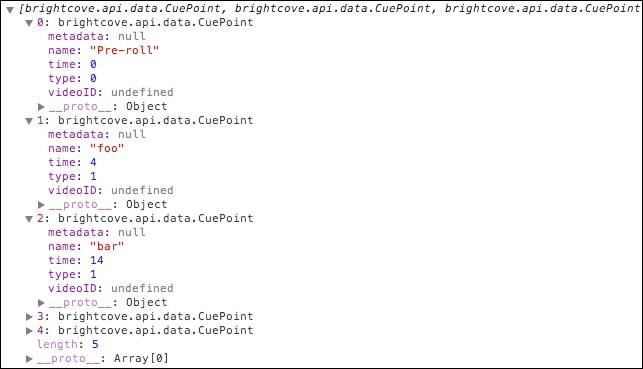 [brightcove.api.data.CuePoint, brightcove.api.data.CuePoint, brightcove.api.data.CuePoint
0: brightcove.api.data.CuePoint
metadata: null
name: "Pre-roll"
time: 0
type: 0
videoID: undefined
__proto__: Object
1: brightcove.api.data.CuePoint
metadata: null
name: "foo"
time: 4
type: 1
videoID: undefined
__proto__: Object
2: brightcove.api.data.CuePoint
metadata: null
name: "bar"
time: 14
type: 1
videoID: undefined
__proto__: Object
3: brightcove.api.data.CuePoint
4: brightcove.api.data.CuePoint
length: 5
__proto__: Array[0]